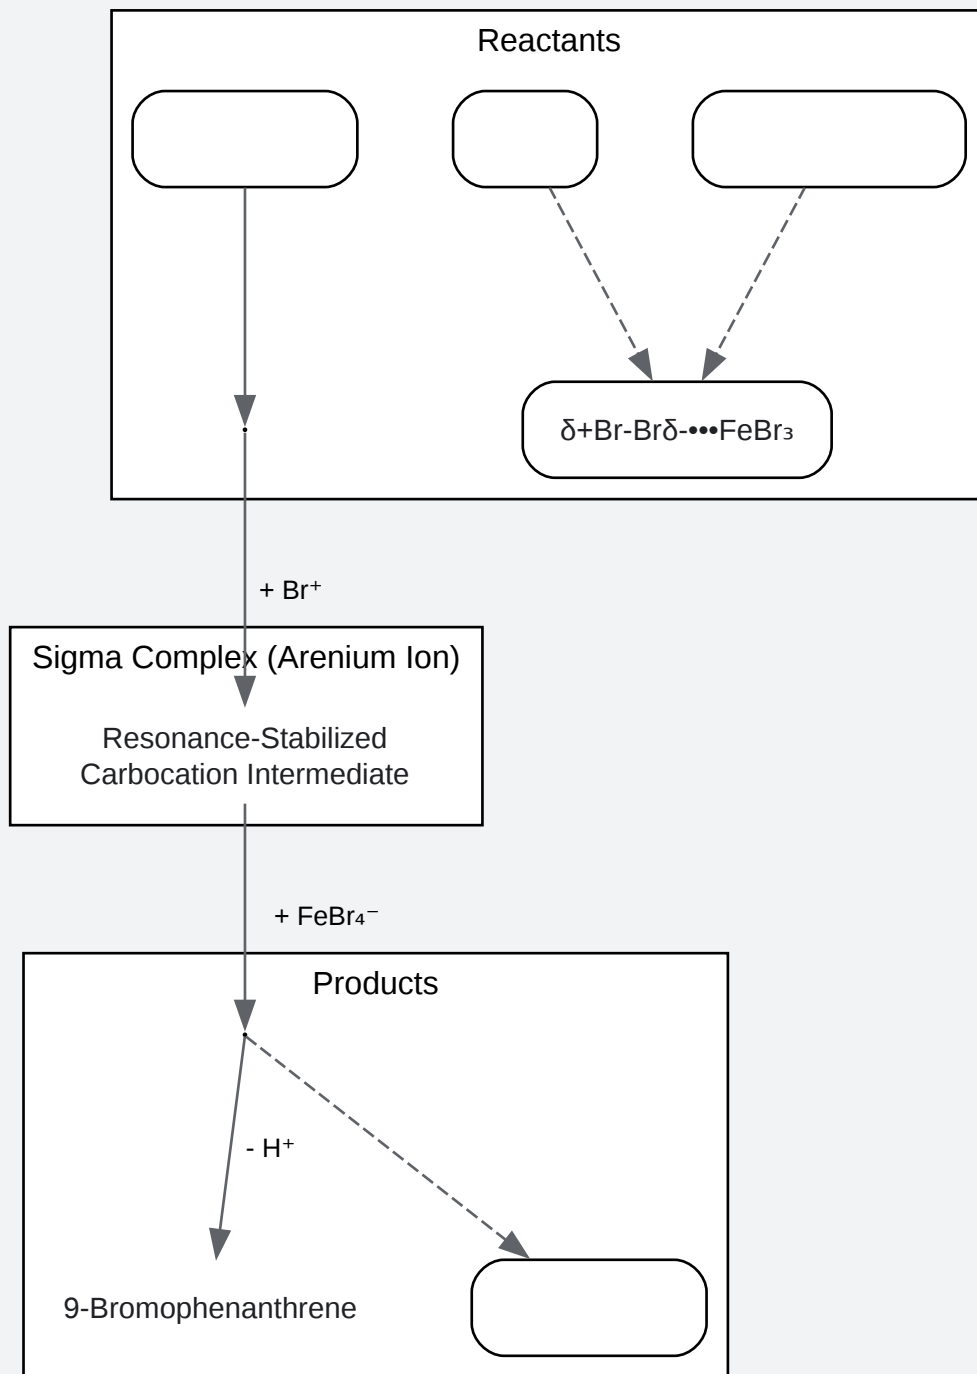 Reactants
δ+Br-Brδ-•••FeBr₃
+ Br⁺
Sigma Complex (Arenium Ion)
Resonance-Stabilized
Carbocation Intermediate
+ FeBr₄⁻
Products
- H⁺
9-Bromophenanthrene